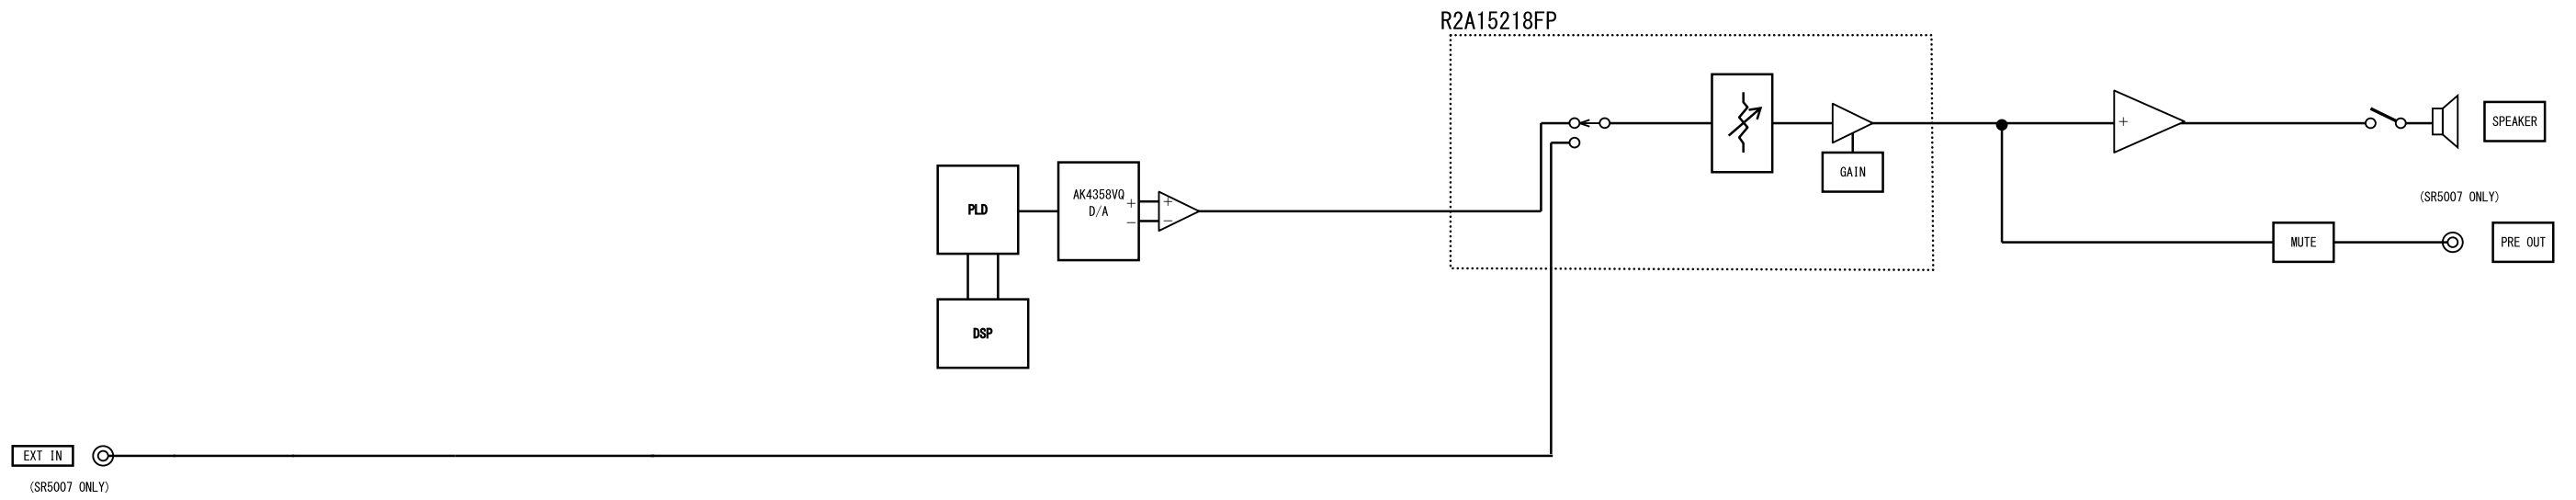 R2A15218FP
SPEAKER
GAIN
PLD
AK4358VQ
D/A
+
−
+
−
+
(SR5007 ONLY)
MUTE
PRE OUT
DSP
EXT IN
(SR5007 ONLY)